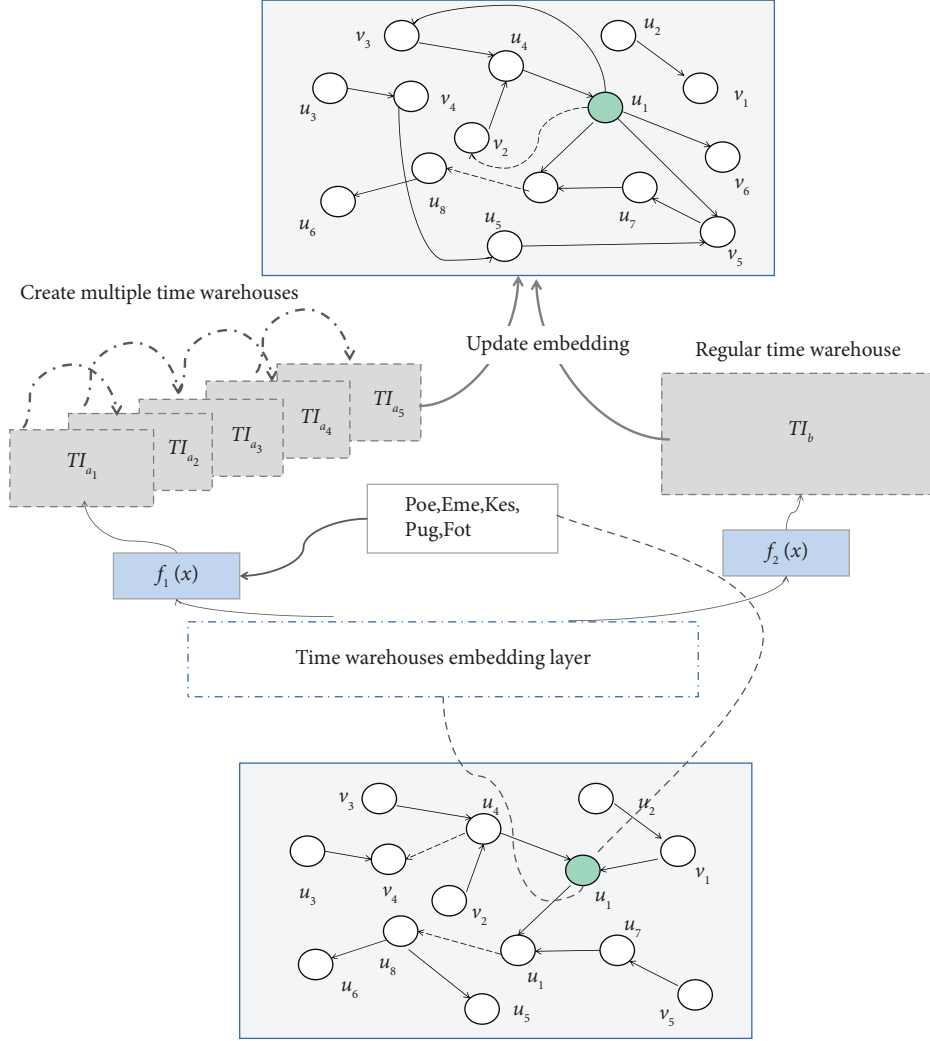 v₃
u₄
u₂
u₃
v₄
u₁
v₁
v₂
v₆
u₆
u₈
u₅
u₇
v₅
Create multiple time warehouses
Update embedding
Regular time warehouse
TIₐ₁
TIₐ₂
TIₐ₃
TIₐ₄
TIₐ₅
TI_b
Poe,Eme,Kes,
Pug,Fot
f₁ (x)
f₂ (x)
Time warehouses embedding layer
v₃
u₄
u₂
u₃
v₄
v₂
u₁
v₁
u₆
u₈
u₁
u₇
u₅
v₅